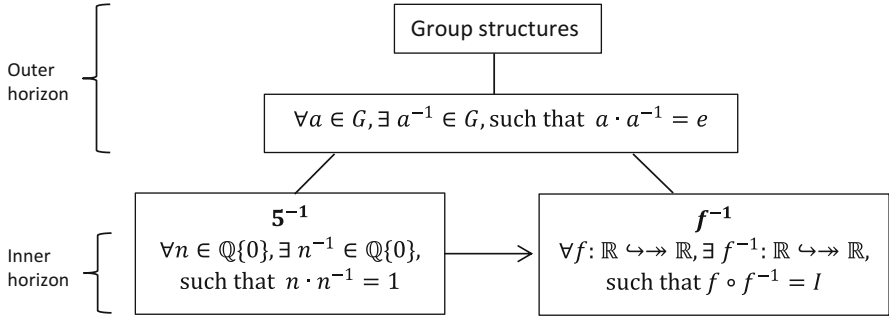 Group structures
Outer
horizon
∀a ∈ G, ∃ a⁻¹ ∈ G, such that a · a⁻¹ = e
5⁻¹
∀n ∈ ℚ{0}, ∃ n⁻¹ ∈ ℚ{0},
such that n · n⁻¹ = 1
f⁻¹
∀f: ℝ ↪↠ ℝ, ∃ f⁻¹: ℝ ↪↠ ℝ,
such that f ∘ f⁻¹ = I
Inner
horizon